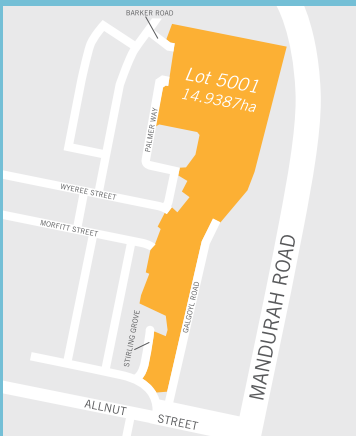 BARKER ROAD
Lot 5001
14.9387ha
PALMER WAY
WYEREE STREET
MORFITT STREET
MANDURAH ROAD
GALGOYL ROAD
STIRLING GROVE
ALLNUT STREET